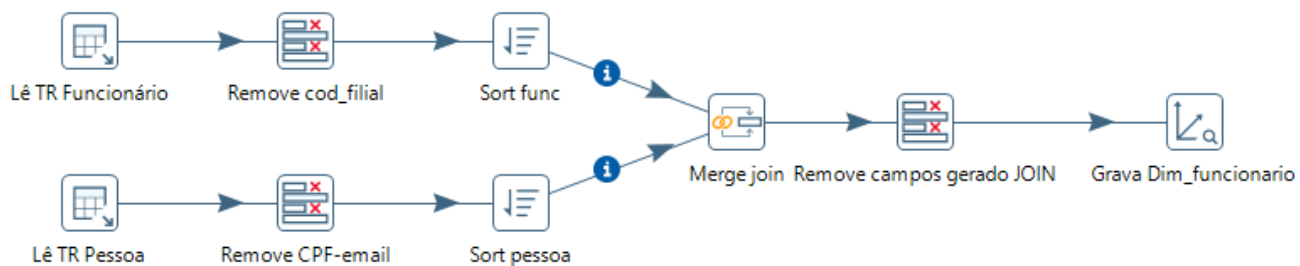 Lê TR Funcionário
Remove cod_filial
Sort func
Merge join
Remove campos gerado JOIN
Grava Dim_funcionario
Lê TR Pessoa
Remove CPF-email
Sort pessoa